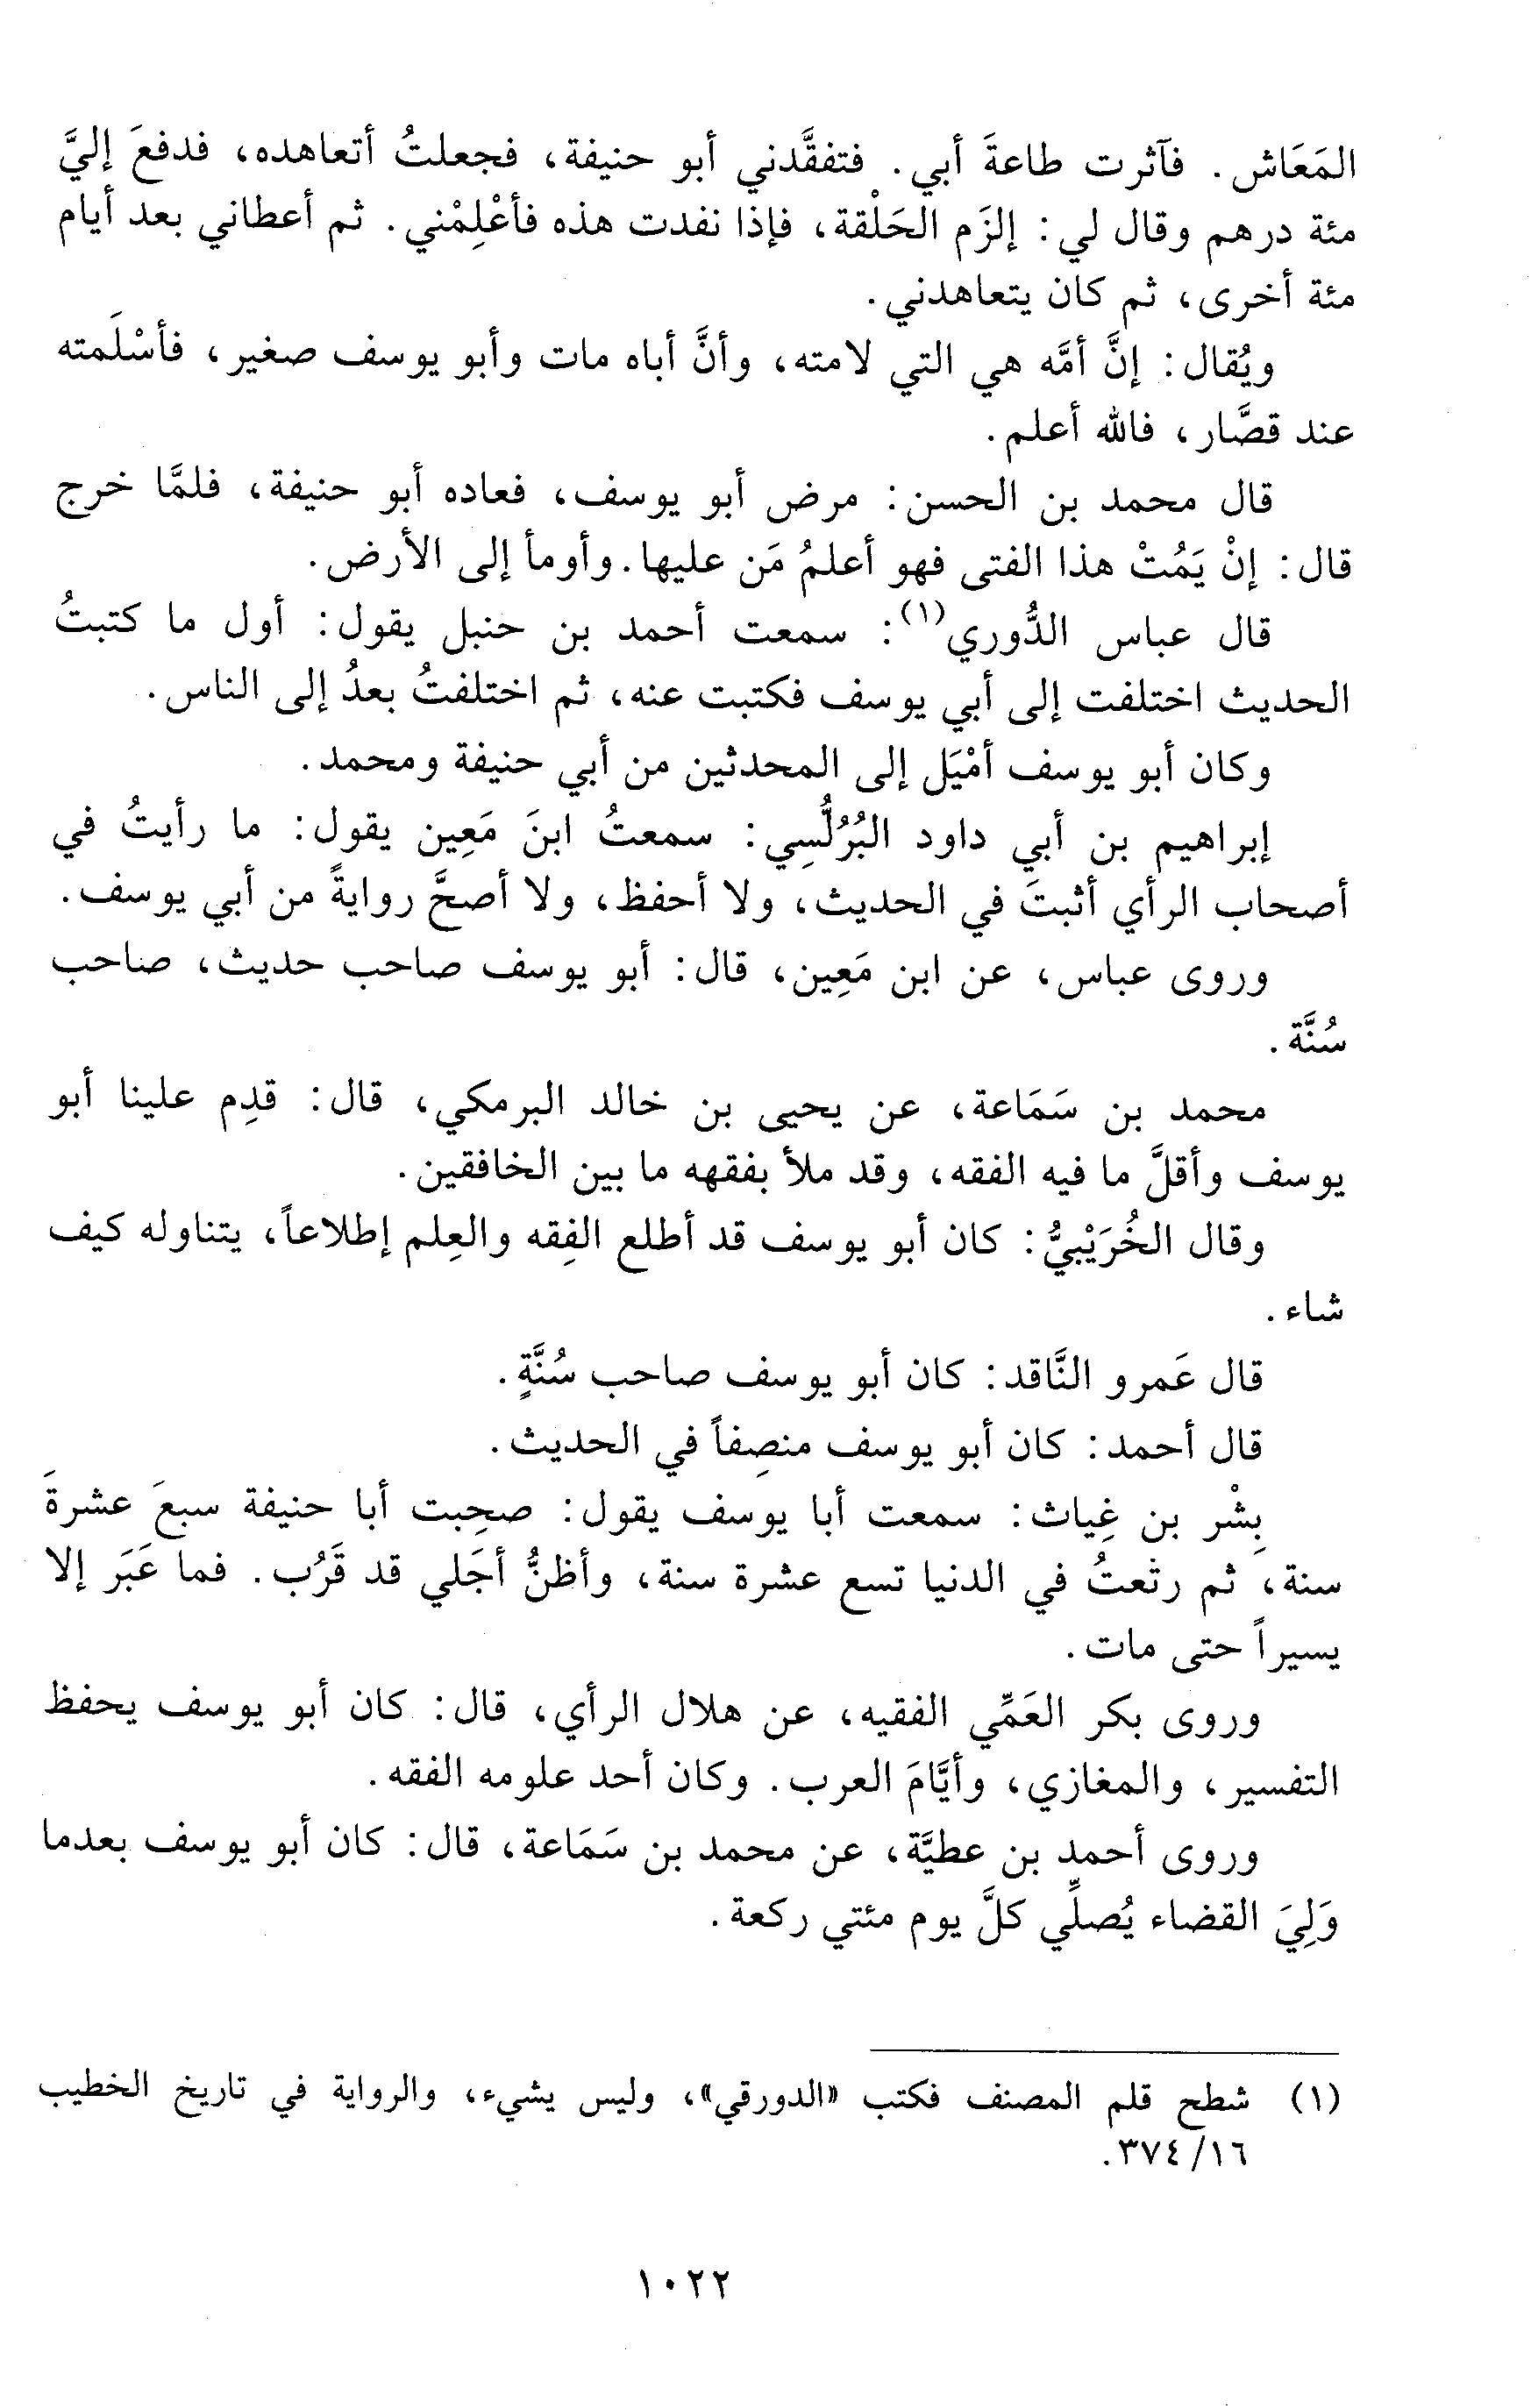 المَعَاش. فآثرت طاعةَ أبي. فتفقَّدني أبو حنيفة، فجعلتُ أتعاهده، فدفعَ إليَّ
مئة درهم وقال لي: إلزَم الحَلْقة، فإذا نفدت هذه فأعْلِمْني. ثم أعطاني بعد أيام
مئة أخرى، ثم كان يتعاهدني.
ويُقال: إنَّ أمَّه هي التي لامته، وأنَّ أباه مات وأبو يوسف صغير، فأسْلَمته
عند قصَّار، فالله أعلم.
قال محمد بن الحسن: مرض أبو يوسف، فعاده أبو حنيفة، فلمَّا خرج
قال: إنْ يَمُتْ هذا الفتى فهو أعلمُ مَن عليها. وأومأ إلى الأرض.
قال عباس الدُّوري(١): سمعت أحمد بن حنبل يقول: أول ما كتبتُ
الحديث اختلفت إلى أبي يوسف فكتبت عنه، ثم اختلفتُ بعدُ إلى الناس.
وكان أبو يوسف أمْيَل إلى المحدثين من أبي حنيفة ومحمد.
إبراهيم بن أبي داود البُرُلُّسِي: سمعتُ ابنَ مَعِين يقول: ما رأيتُ في
أصحاب الرأي أثبتَ في الحديث، ولا أحفظ، ولا أصحَّ روايةً من أبي يوسف.
وروى عباس، عن ابن مَعِين، قال: أبو يوسف صاحب حديث، صاحب
سُنَّة.
محمد بن سَمَاعة، عن يحيى بن خالد البرمكي، قال: قدِم علينا أبو
يوسف وأقلَّ ما فيه الفقه، وقد ملأ بفقهه ما بين الخافقين.
وقال الخُرَيْبيُّ: كان أبو يوسف قد أطلع الفِقه والعِلم إطلاعاً، يتناوله كيف
شاء.
قال عَمرو النَّاقد: كان أبو يوسف صاحب سُنَّةٍ.
قال أحمد: كان أبو يوسف منصِفاً في الحديث.
بِشْر بن غِياث: سمعت أبا يوسف يقول: صحِبت أبا حنيفة سبعَ عشرةَ
سنة، ثم رتْعتُ في الدنيا تسع عشرة سنة، وأظنُّ أجَلي قد قَرُب. فما عَبَر إلا
يسيراً حتى مات.
وروى بكر العَمِّي الفقيه، عن هلال الرأي، قال: كان أبو يوسف يحفظ
التفسير، والمغازي، وأيَّامَ العرب. وكان أحد علومه الفقه.
وروى أحمد بن عطيَّة، عن محمد بن سَمَاعة، قال: كان أبو يوسف بعدما
وَلِيَ القضاء يُصلِّي كلَّ يوم مئتي ركعة.
(١) شطح قلم المصنف فكتب «الدورقي»، وليس يشيء، والرواية في تاريخ الخطيب
١٦/ ٣٧٤.
١٠٢٢